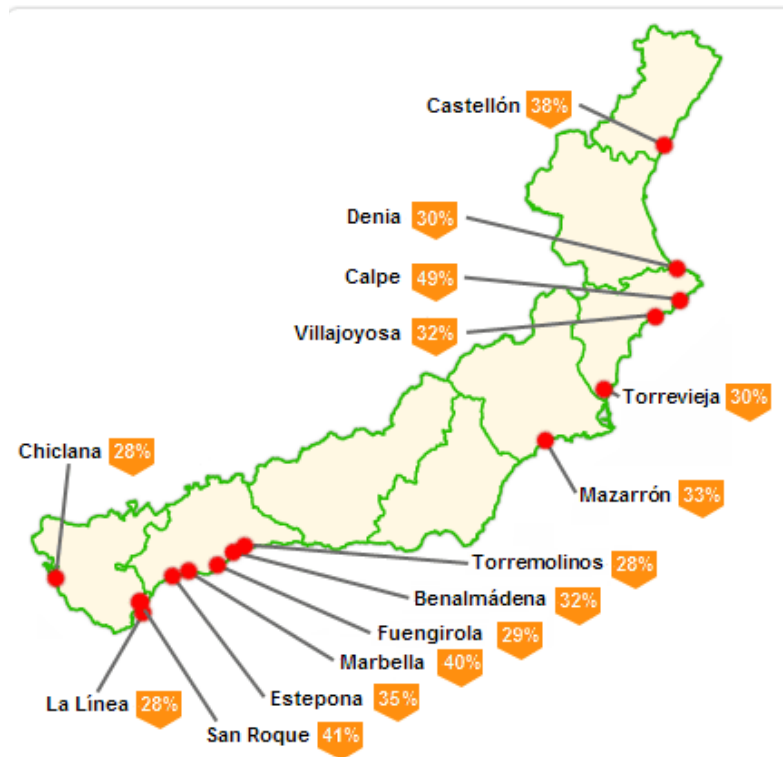 Castellón 38%
Denia 30%
Calpe 49%
Villajoyosa 32%
Torrevieja 30%
Chiclana 28%
Mazarrón 33%
Torremolinos 28%
Benalmádena 32%
Fuengirola 29%
Marbella 40%
Estepona 35%
La Línea 28%
San Roque 41%